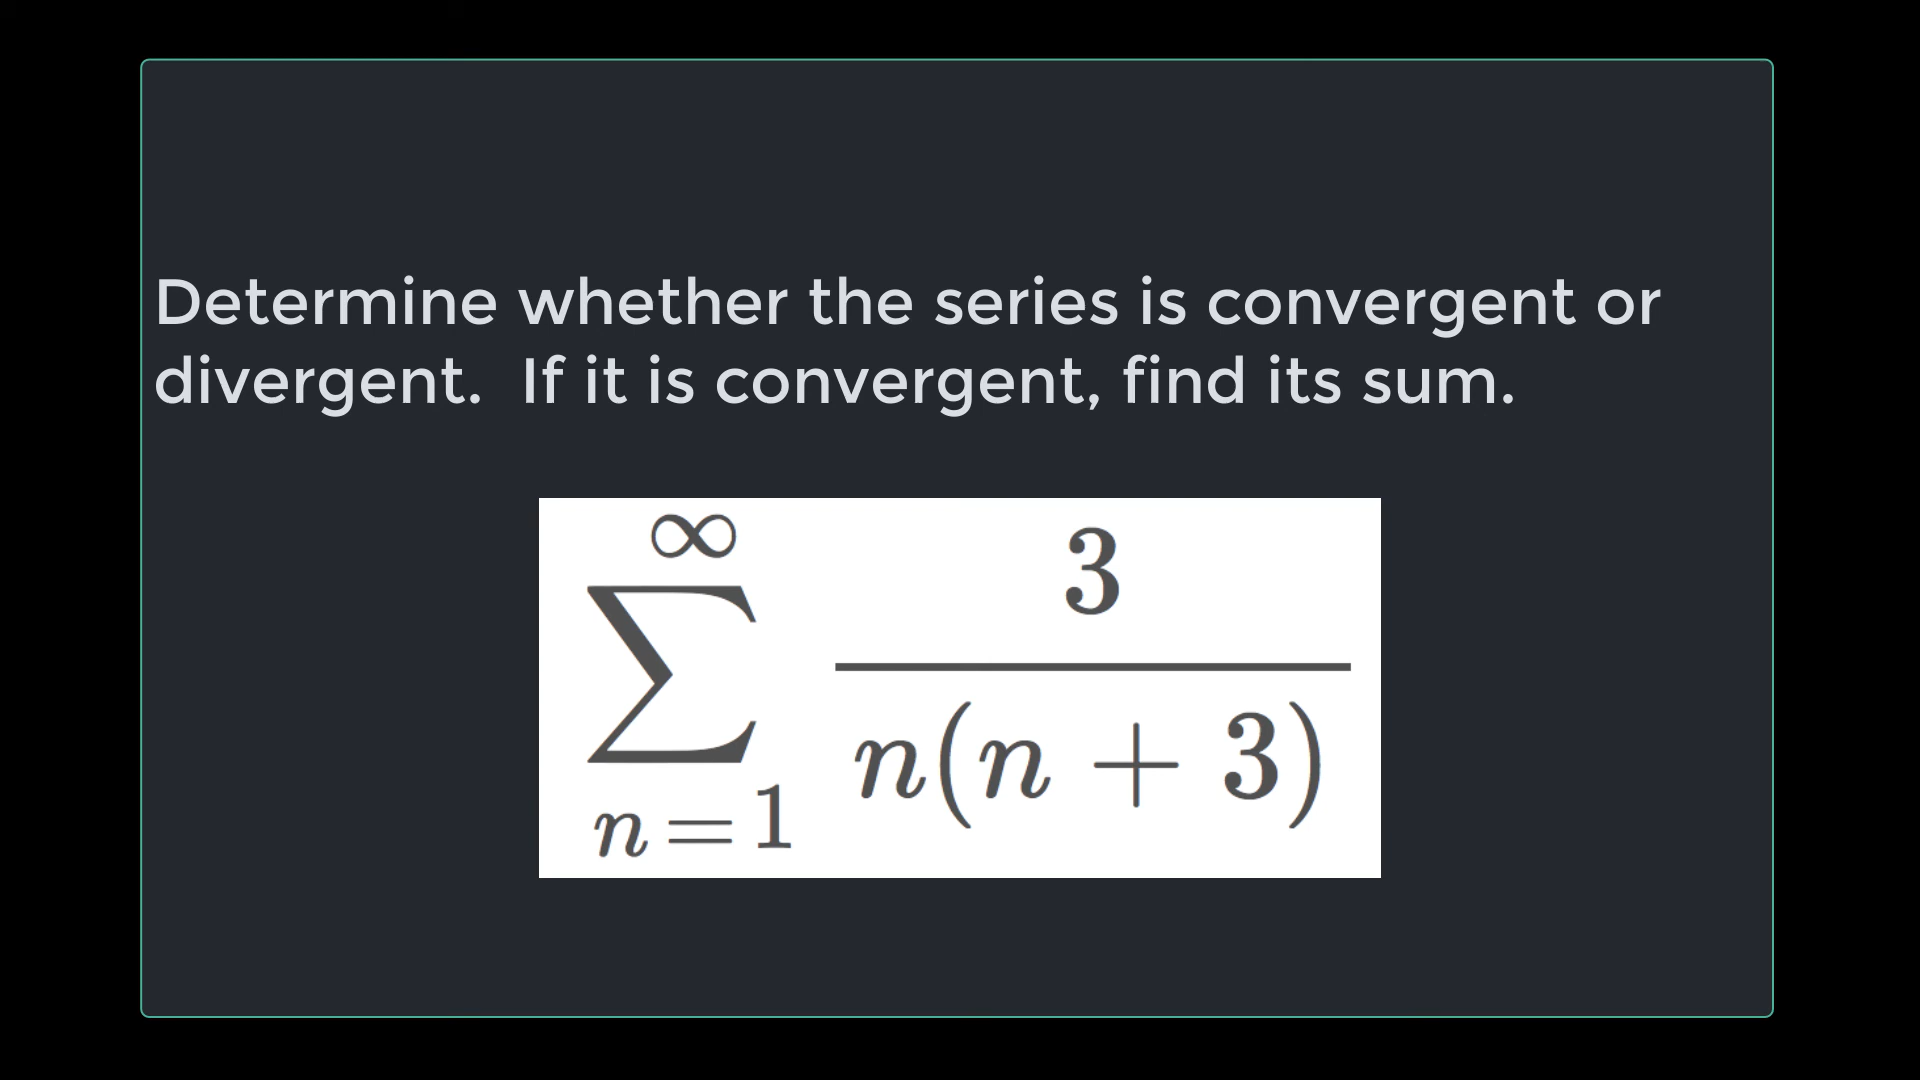 Determine whether the series is convergent or
divergent.  If it is convergent, find its sum.
∞
∑ 3
n(n + 3)
n = 1